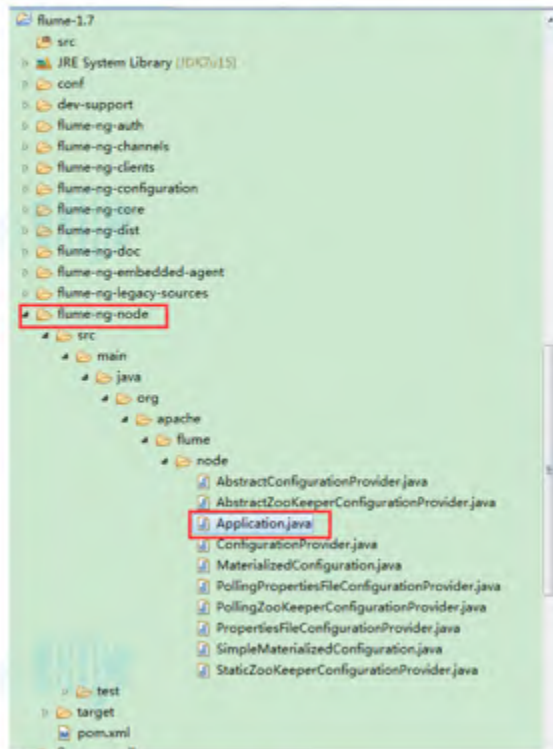 flume-1.7
src
JRE System Library [JDK7u15]
conf
dev-support
flume-ng-auth
flume-ng-channels
flume-ng-clients
flume-ng-configuration
flume-ng-core
flume-ng-dist
flume-ng-doc
flume-ng-embedded-agent
flume-ng-legacy-sources
flume-ng-node
src
main
java
org
apache
flume
node
AbstractConfigurationProvider.java
AbstractZooKeeperConfigurationProvider.java
Application.java
ConfigurationProvider.java
MaterializedConfiguration.java
PollingPropertiesFileConfigurationProvider.java
PollingZooKeeperConfigurationProvider.java
PropertiesFileConfigurationProvider.java
SimpleMaterializedConfiguration.java
StaticZooKeeperConfigurationProvider.java
test
target
pom.xml